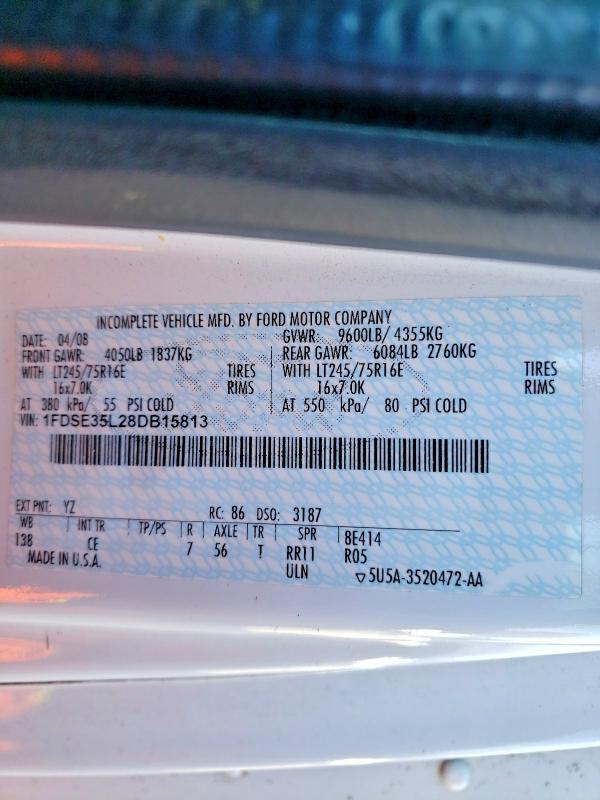 INCOMPLETE VEHICLE MFD. BY FORD MOTOR COMPANY
DATE: 04/08 GVWR: 9600LB/ 4355KG
FRONT GAWR: 4050LB 1837KG REAR GAWR: 6084LB 2760KG
WITH LT245/75R16E TIRES WITH LT245/75R16E TIRES
16x7.0K RIMS 16x7.0K RIMS
AT 380 kPa/ 55 PSI COLD AT 550 kPa/ 80 PSI COLD
VIN: 1FDSE35L28DB15813
EXT PNT: YZ RC: 86 DSO: 3187
WB INT TR TP/PS R AXLE TR SPR 8E414
138 CE 7 56 T RR11 R05
MADE IN U.S.A. ULN ▽5U5A-3520472-AA